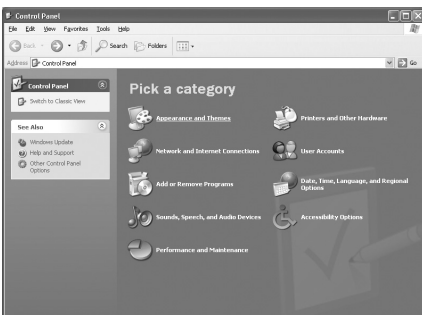 Control Panel
File Edit View Favorites Tools Help
Back Search Folders
Address Control Panel Go
Control Panel
Switch to Classic View
See Also
Windows Update
Help and Support
Other Control Panel
Options
Pick a category
Appearance and Themes
Printers and Other Hardware
Network and Internet Connections
User Accounts
Add or Remove Programs
Date, Time, Language, and Regional
Options
Sounds, Speech, and Audio Devices
Accessibility Options
Performance and Maintenance